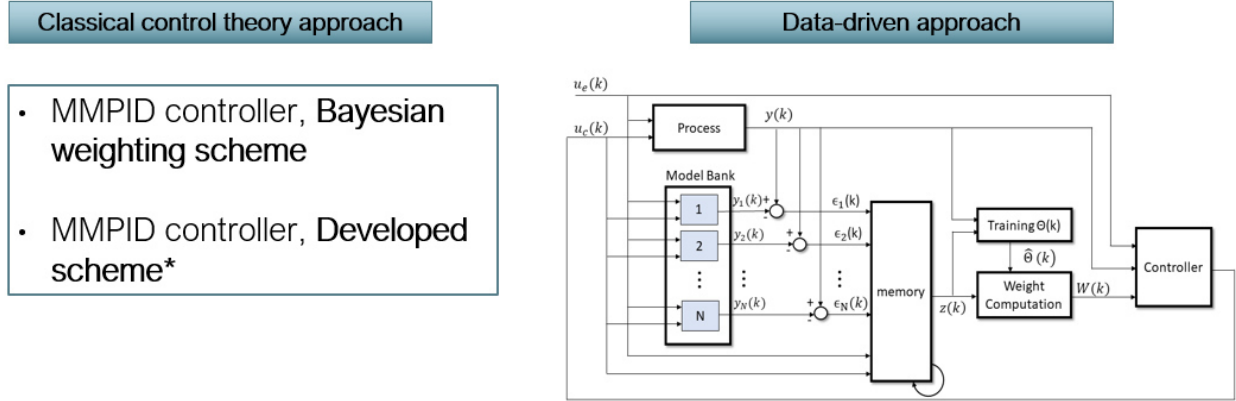 Classical control theory approach
Data-driven approach
• MMPID controller, Bayesian
weighting scheme
• MMPID controller, Developed
scheme*
u_e(k)
u_c(k)
Process
y(k)
Model Bank
1
y_1(k)
+
-
ϵ_1(k)
2
y_2(k)
+
-
ϵ_2(k)
⋮ ⋮
⋮
⋮
N
y_N(k)
+
-
ϵ_N(k)
memory
z(k)
Training Θ(k)
Θ̂(k)
Weight
Computation
W(k)
Controller